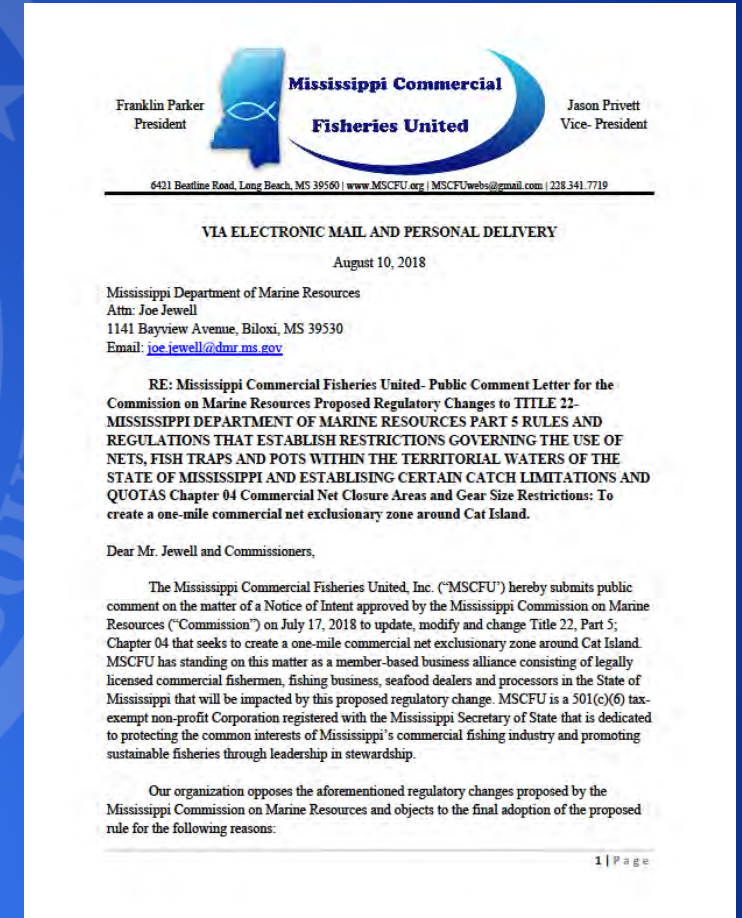 Franklin Parker
President
Mississippi Commercial
Fisheries United
Jason Privett
Vice- President
6421 Beatline Road, Long Beach, MS 39560 | www.MSCFU.org | MSCFUwebs@gmail.com | 228.341.7719
VIA ELECTRONIC MAIL AND PERSONAL DELIVERY
August 10, 2018
Mississippi Department of Marine Resources
Attn: Joe Jewell
1141 Bayview Avenue, Biloxi, MS 39530
Email: joe.jewell@dmr.ms.gov
RE: Mississippi Commercial Fisheries United- Public Comment Letter for the
Commission on Marine Resources Proposed Regulatory Changes to TITLE 22-
MISSISSIPPI DEPARTMENT OF MARINE RESOURCES PART 5 RULES AND
REGULATIONS THAT ESTABLISH RESTRICTIONS GOVERNING THE USE OF
NETS, FISH TRAPS AND POTS WITHIN THE TERRITORIAL WATERS OF THE
STATE OF MISSISSIPPI AND ESTABLISING CERTAIN CATCH LIMITATIONS AND
QUOTAS Chapter 04 Commercial Net Closure Areas and Gear Size Restrictions: To
create a one-mile commercial net exclusionary zone around Cat Island.
Dear Mr. Jewell and Commissioners,
The Mississippi Commercial Fisheries United, Inc. ("MSCFU') hereby submits public
comment on the matter of a Notice of Intent approved by the Mississippi Commission on Marine
Resources ("Commission") on July 17, 2018 to update, modify and change Title 22, Part 5;
Chapter 04 that seeks to create a one-mile commercial net exclusionary zone around Cat Island.
MSCFU has standing on this matter as a member-based business alliance consisting of legally
licensed commercial fishermen, fishing business, seafood dealers and processors in the State of
Mississippi that will be impacted by this proposed regulatory change. MSCFU is a 501(c)(6) tax-
exempt non-profit Corporation registered with the Mississippi Secretary of State that is dedicated
to protecting the common interests of Mississippi's commercial fishing industry and promoting
sustainable fisheries through leadership in stewardship.
Our organization opposes the aforementioned regulatory changes proposed by the
Mississippi Commission on Marine Resources and objects to the final adoption of the proposed
rule for the following reasons:
1 | Page